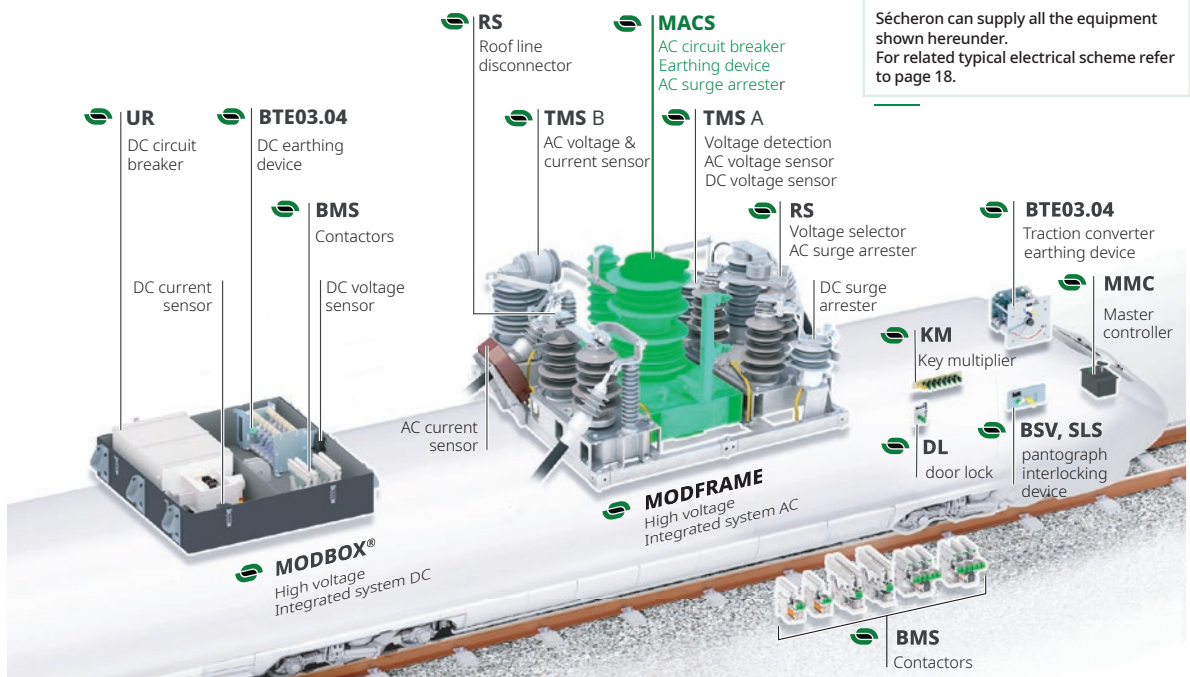 Sécheron can supply all the equipment
shown hereunder.
For related typical electrical scheme refer
to page 18.
RS
Roof line
disconnector
MACS
AC circuit breaker
Earthing device
AC surge arrester
UR
DC circuit
breaker
BTE03.04
DC earthing
device
TMS B
AC voltage &
current sensor
TMS A
Voltage detection
AC voltage sensor
DC voltage sensor
BMS
Contactors
RS
Voltage selector
AC surge arrester
BTE03.04
Traction converter
earthing device
DC current
sensor
DC voltage
sensor
DC surge
arrester
MMC
Master
controller
KM
Key multiplier
AC current
sensor
DL
door lock
BSV, SLS
pantograph
interlocking
device
MODFRAME
High voltage
Integrated system AC
MODBOX®
High voltage
Integrated system DC
BMS
Contactors